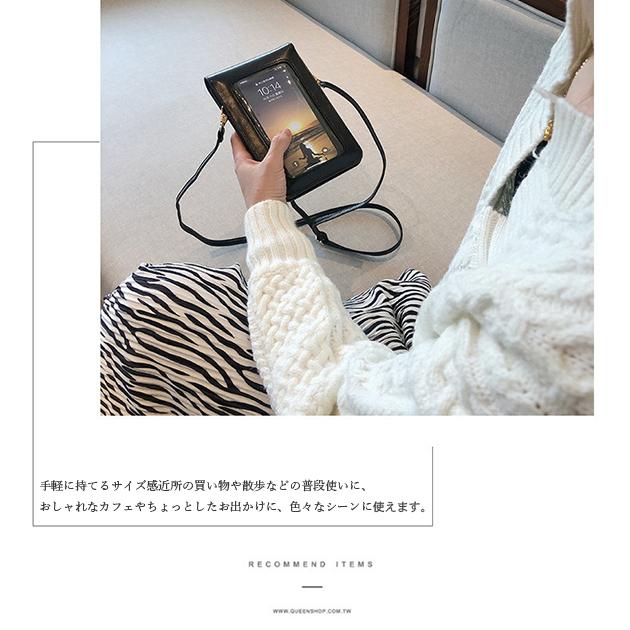 10:14
手軽に持てるサイズ感近所の買い物や散歩などの普段使いに、
おしゃれなカフェやちょっとしたお出かけに、色々なシーンに使えます。
RECOMMEND ITEMS
WWW.QUEENSHOP.COM.TW